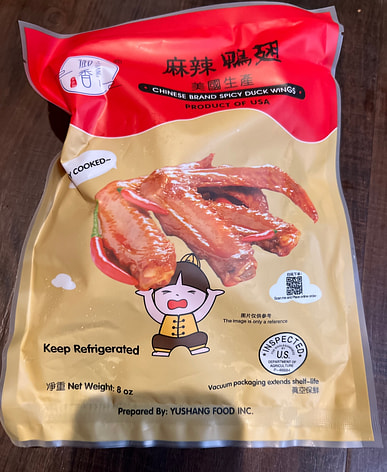 麻辣鴨翅
美國生產
CHINESE BRAND SPICY DUCK WINGS
PRODUCT OF USA
COOKED~
圖片仅供參考
The image is only a reference
Keep Refrigerated
INSPECTED
U.S.
DEPARTMENT OF
AGRICULTURE
淨重 Net Weight: 8 oz
Vacuum packaging extends shelf-life
真空保鮮
Prepared By: YUSHANG FOOD INC.